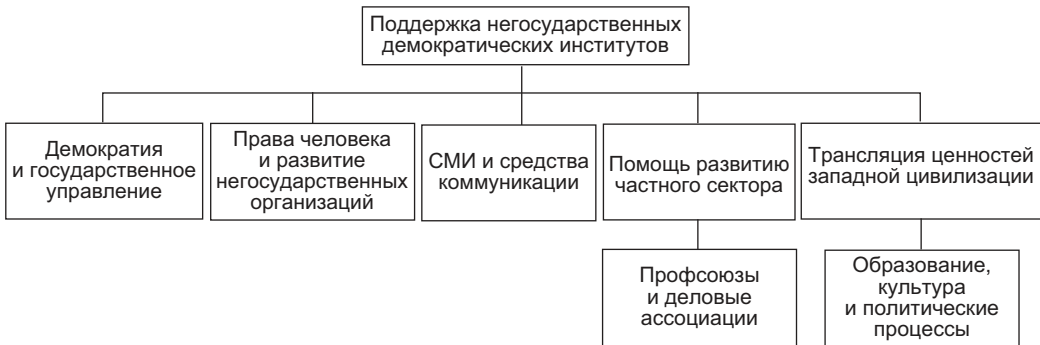 Поддержка негосударственных
демократических институтов
Демократия
и государственное
управление
Права человека
и развитие
негосударственных
организаций
СМИ и средства
коммуникации
Помощь развитию
частного сектора
Трансляция ценностей
западной цивилизации
Профсоюзы
и деловые
ассоциации
Образование,
культура
и политические
процессы